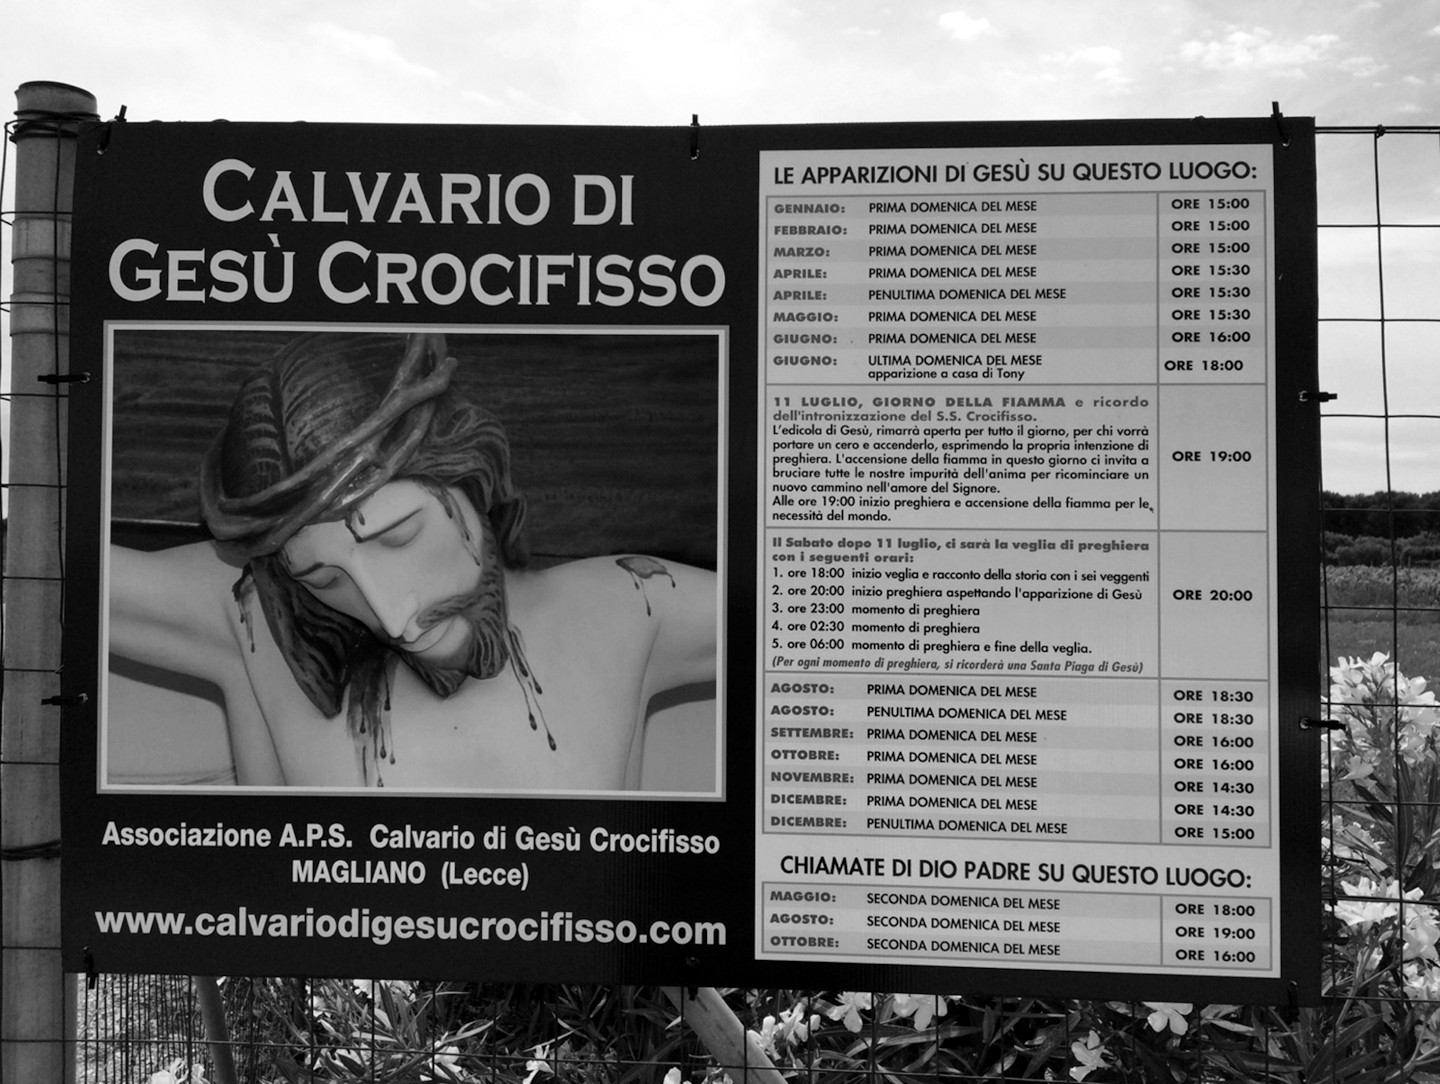 CALVARIO DI
GESÙ CROCIFISSO
Associazione A.P.S. Calvario di Gesù Crocifisso
MAGLIANO (Lecce)
www.calvariodigesucrocifisso.com
LE APPARIZIONI DI GESÙ SU QUESTO LUOGO:
GENNAIO: PRIMA DOMENICA DEL MESE ORE 15:00
FEBBRAIO: PRIMA DOMENICA DEL MESE ORE 15:00
MARZO: PRIMA DOMENICA DEL MESE ORE 15:00
APRILE: PRIMA DOMENICA DEL MESE ORE 15:30
APRILE: PENULTIMA DOMENICA DEL MESE ORE 15:30
MAGGIO: PRIMA DOMENICA DEL MESE ORE 15:30
GIUGNO: PRIMA DOMENICA DEL MESE ORE 16:00
GIUGNO: ULTIMA DOMENICA DEL MESE ORE 18:00
apparizione a casa di Tony
11 LUGLIO, GIORNO DELLA FIAMMA e ricordo
dell'intronizzazione del S.S. Crocifisso.
L'edicola di Gesù, rimarrà aperta per tutto il giorno, per chi vorrà
portare un cero e accenderlo, esprimendo la propria intenzione di
preghiera. L'accensione della fiamma in questo giorno ci invita a
bruciare tutte le nostre impurità dell'anima per ricominciare un
nuovo cammino nell'amore del Signore.
Alle ore 19:00 inizio preghiera e accensione della fiamma per le
necessità del mondo.
ORE 19:00
Il Sabato dopo 11 luglio, ci sarà la veglia di preghiera
con i seguenti orari:
1. ore 18:00 inizio veglia e racconto della storia con i sei veggenti
2. ore 20:00 inizio preghiera aspettando l'apparizione di Gesù
3. ore 23:00 momento di preghiera
4. ore 02:30 momento di preghiera
5. ore 06:00 momento di preghiera e fine della veglia.
(Per ogni momento di preghiera, si ricorderà una Santa Piaga di Gesù)
ORE 20:00
AGOSTO: PRIMA DOMENICA DEL MESE ORE 18:30
AGOSTO: PENULTIMA DOMENICA DEL MESE ORE 18:30
SETTEMBRE: PRIMA DOMENICA DEL MESE ORE 16:00
OTTOBRE: PRIMA DOMENICA DEL MESE ORE 16:00
NOVEMBRE: PRIMA DOMENICA DEL MESE ORE 14:30
DICEMBRE: PRIMA DOMENICA DEL MESE ORE 14:30
DICEMBRE: PENULTIMA DOMENICA DEL MESE ORE 15:00
CHIAMATE DI DIO PADRE SU QUESTO LUOGO:
MAGGIO: SECONDA DOMENICA DEL MESE ORE 18:00
AGOSTO: SECONDA DOMENICA DEL MESE ORE 19:00
OTTOBRE: SECONDA DOMENICA DEL MESE ORE 16:00